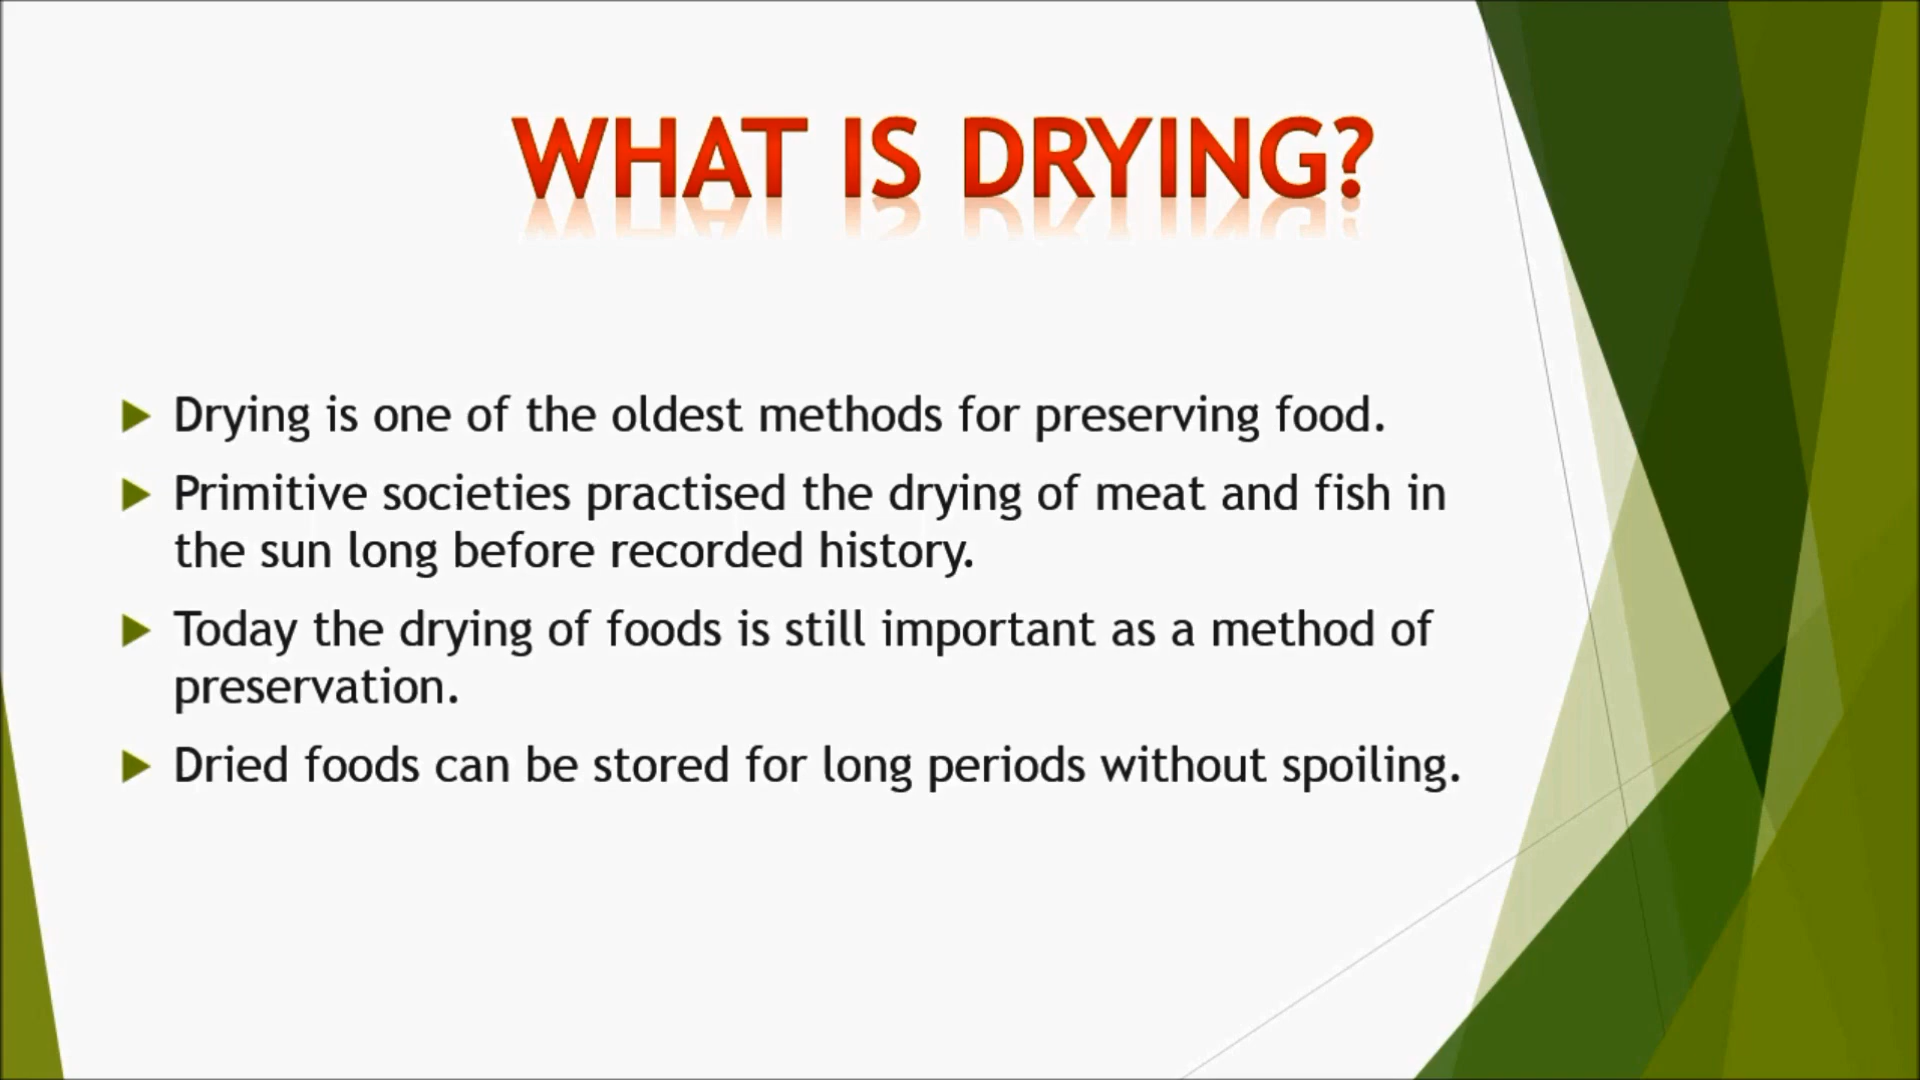 WHAT IS DRYING?
Drying is one of the oldest methods for preserving food.
Primitive societies practised the drying of meat and fish in
the sun long before recorded history.
Today the drying of foods is still important as a method of
preservation.
Dried foods can be stored for long periods without spoiling.